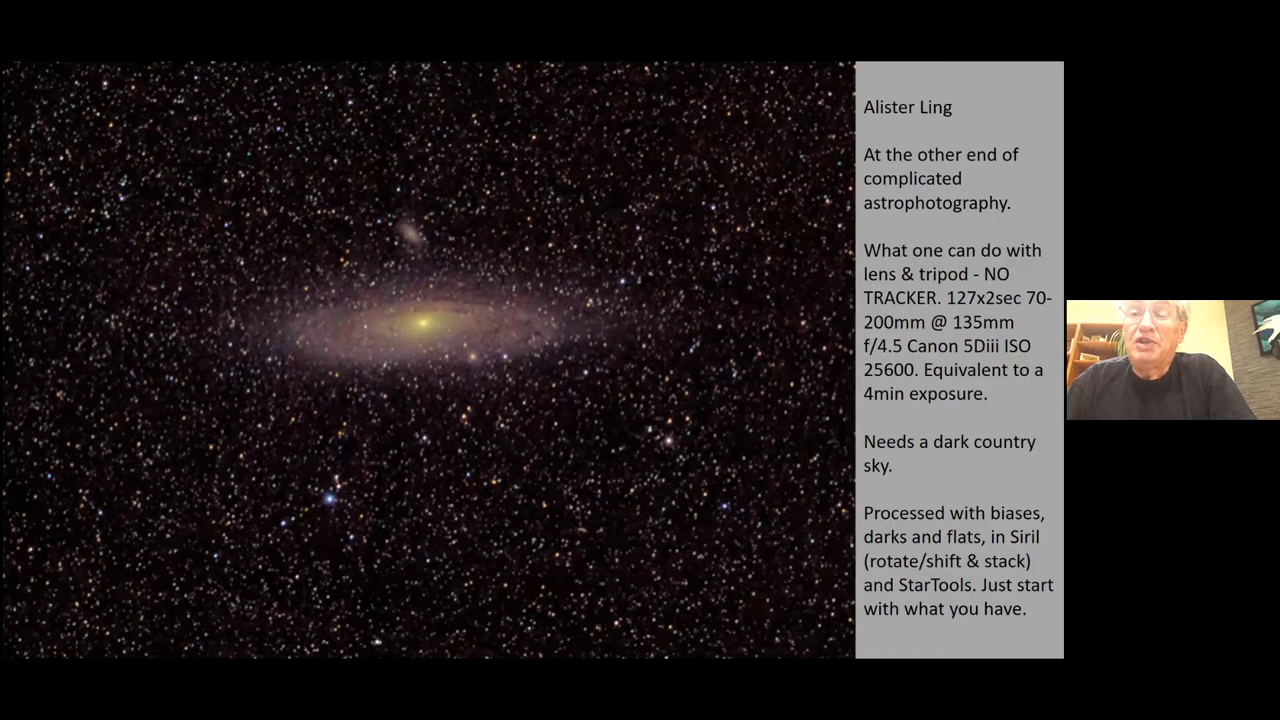 Alister Ling
At the other end of
complicated
astrophotography.
What one can do with
lens & tripod - NO
TRACKER. 127x2sec 70-
200mm @ 135mm
f/4.5 Canon 5Diii ISO
25600. Equivalent to a
4min exposure.
Needs a dark country
sky.
Processed with biases,
darks and flats, in Siril
(rotate/shift & stack)
and StarTools. Just start
with what you have.